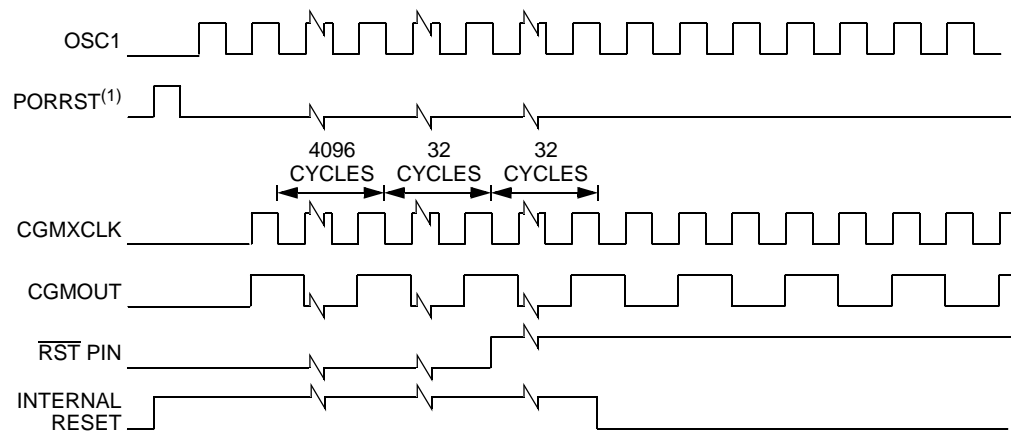 OSC1
PORRST(1)
4096
CYCLES
32
CYCLES
32
CYCLES
CGMXCLK
CGMOUT
RST PIN
INTERNAL
RESET